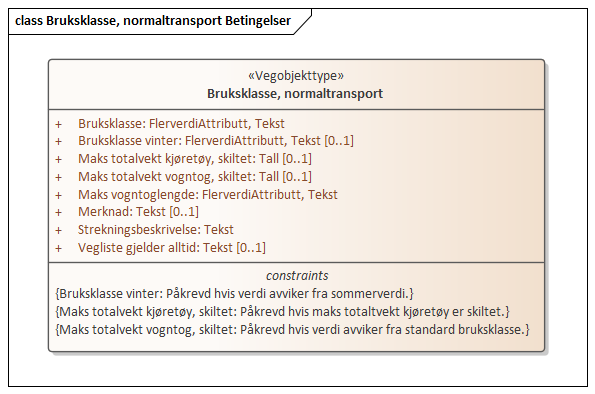 class Bruksklasse, normaltransport Betingelser
«Vegobjekttype»
Bruksklasse, normaltransport
+ Bruksklasse: FlerverdiAttributt, Tekst
+ Bruksklasse vinter: FlerverdiAttributt, Tekst [0..1]
+ Maks totalvekt kjøretøy, skiltet: Tall [0..1]
+ Maks totalvekt vogntog, skiltet: Tall [0..1]
+ Maks vogntoglengde: FlerverdiAttributt, Tekst
+ Merknad: Tekst [0..1]
+ Strekningsbeskrivelse: Tekst
+ Vegliste gjelder alltid: Tekst [0..1]
constraints
{Bruksklasse vinter: Påkrevd hvis verdi avviker fra sommerverdi.}
{Maks totalvekt kjøretøy, skiltet: Påkrevd hvis maks totaltvekt kjøretøy er skiltet.}
{Maks totalvekt vogntog, skiltet: Påkrevd hvis verdi avviker fra standard bruksklasse.}